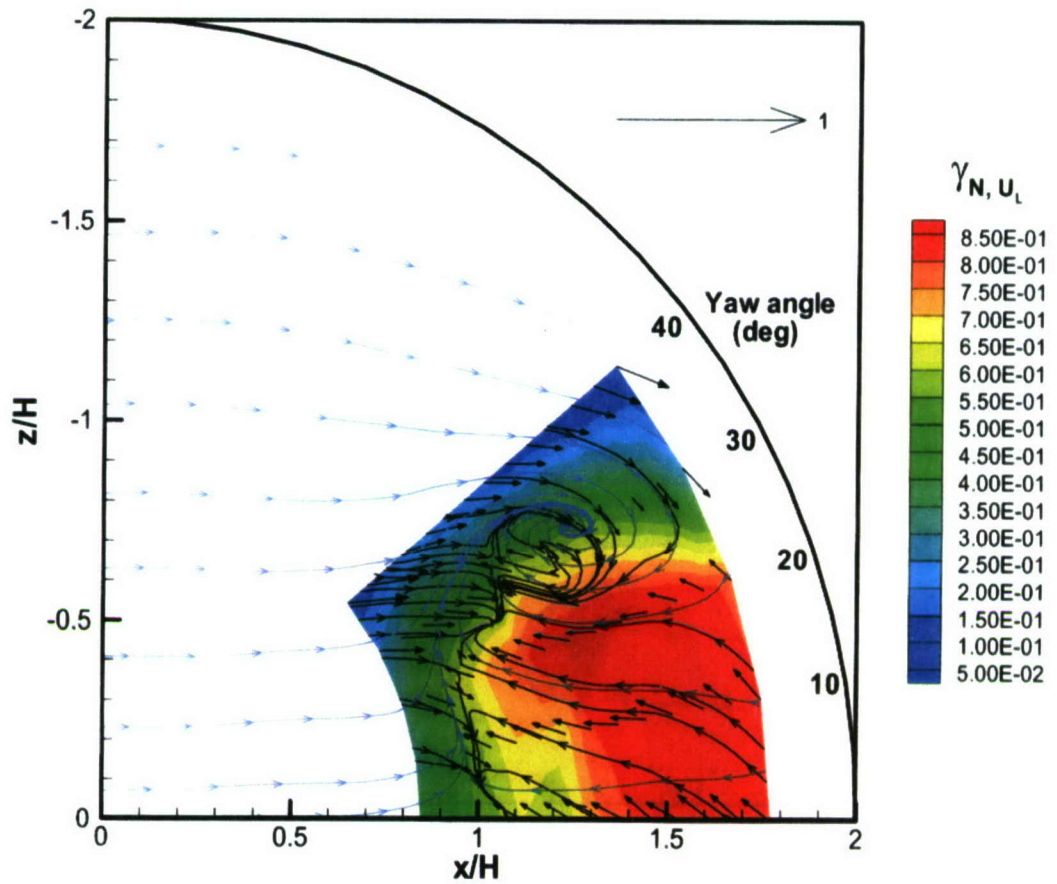 -2
-1.5
-1
-0.5
0
z/H
0
0.5
1
1.5
2
x/H
1
Yaw angle
(deg)
40
30
20
10
γN, UL
8.50E-01
8.00E-01
7.50E-01
7.00E-01
6.50E-01
6.00E-01
5.50E-01
5.00E-01
4.50E-01
4.00E-01
3.50E-01
3.00E-01
2.50E-01
2.00E-01
1.50E-01
1.00E-01
5.00E-02